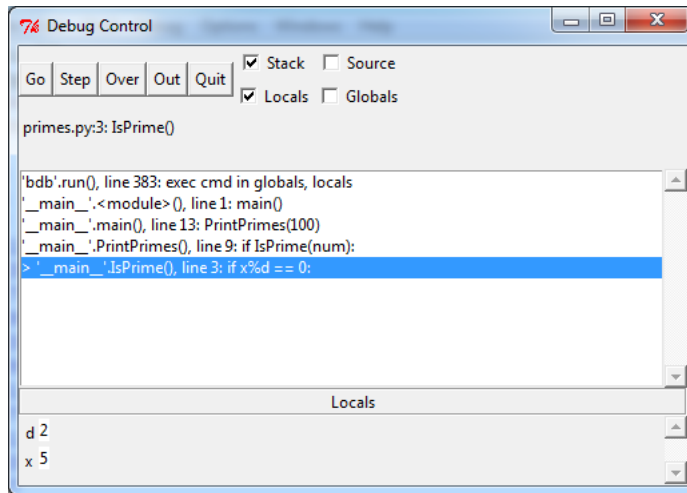 Debug Control
Go Step Over Out Quit
Stack Source
Locals Globals
primes.py:3: IsPrime()
'bdb'.run(), line 383: exec cmd in globals, locals
'__main__'.<module>(), line 1: main()
'__main__'.main(), line 13: PrintPrimes(100)
'__main__'.PrintPrimes(), line 9: if IsPrime(num):
> '__main__'.IsPrime(), line 3: if x%d == 0:
Locals
d 2
x 5